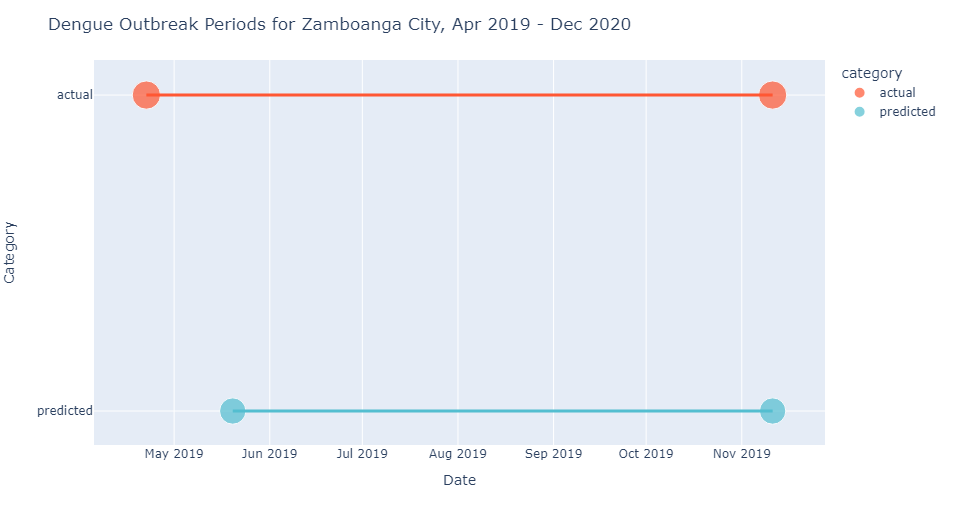 Dengue Outbreak Periods for Zamboanga City, Apr 2019 - Dec 2020
category
actual
predicted
actual
Category
predicted
May 2019 Jun 2019 Jul 2019 Aug 2019 Sep 2019 Oct 2019 Nov 2019
Date